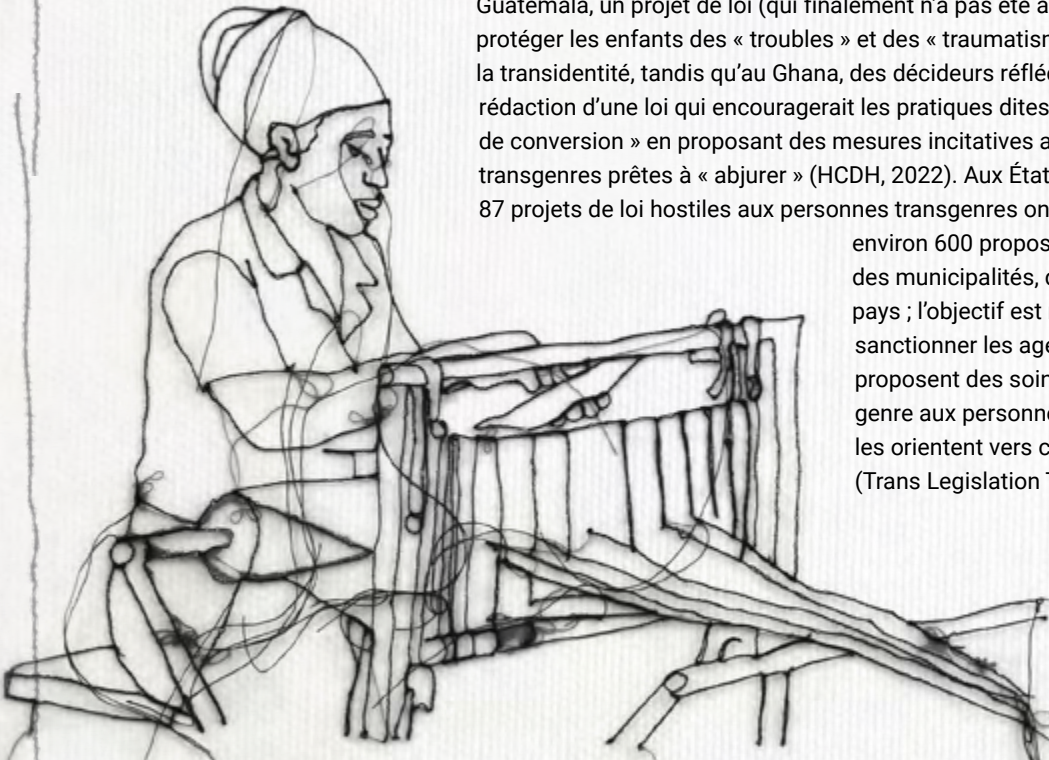 Guatemala, un projet de loi (qui finalement n'a pas été a
protéger les enfants des « troubles » et des « traumatism
la transidentité, tandis qu'au Ghana, des décideurs réfléc
rédaction d'une loi qui encouragerait les pratiques dites
de conversion » en proposant des mesures incitatives a
transgenres prêtes à « abjurer » (HCDH, 2022). Aux État
87 projets de loi hostiles aux personnes transgenres on
environ 600 propos
des municipalités,
pays ; l'objectif est
sanctionner les age
proposent des soin
genre aux personne
les orientent vers c
(Trans Legislation T